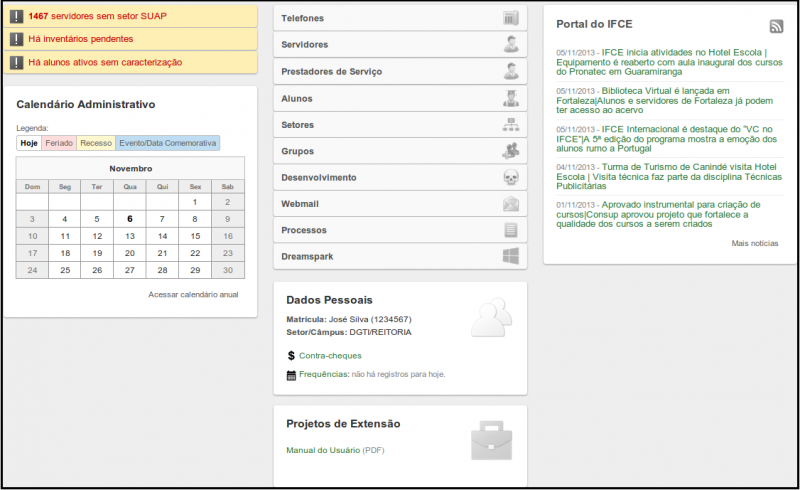 1467 servidores sem setor SUAP
Há inventários pendentes
Há alunos ativos sem caracterização
Calendário Administrativo
Legenda:
Hoje Feriado Recesso Evento/Data Comemorativa
Novembro
Dom Seg Ter Qua Qui Sex Sab
1 2
3 4 5 6 7 8 9
10 11 12 13 14 15 16
17 18 19 20 21 22 23
24 25 26 27 28 29 30
Acessar calendário anual
Telefones
Servidores
Prestadores de Serviço
Alunos
Setores
Grupos
Desenvolvimento
Webmail
Processos
Dreamspark
Dados Pessoais
Matrícula: José Silva (1234567)
Setor/Câmpus: DGTI/REITORIA
Contra-cheques
Frequências: não há registros para hoje.
Projetos de Extensão
Manual do Usuário (PDF)
Portal do IFCE
05/11/2013 - IFCE inicia atividades no Hotel Escola |
Equipamento é reaberto com aula inaugural dos cursos
do Pronatec em Guaramiranga
05/11/2013 - Biblioteca Virtual é lançada em
Fortaleza|Alunos e servidores de Fortaleza já podem
ter acesso ao acervo
05/11/2013 - IFCE Internacional é destaque do "VC no
IFCE"|A 5ª edição do programa mostra a emoção dos
alunos rumo a Portugal
04/11/2013 - Turma de Turismo de Canindé visita Hotel
Escola | Visita técnica faz parte da disciplina Técnicas
Publicitárias
01/11/2013 - Aprovado instrumental para criação de
cursos|Consup aprovou projeto que fortalece a
qualidade dos cursos a serem criados
Mais notícias